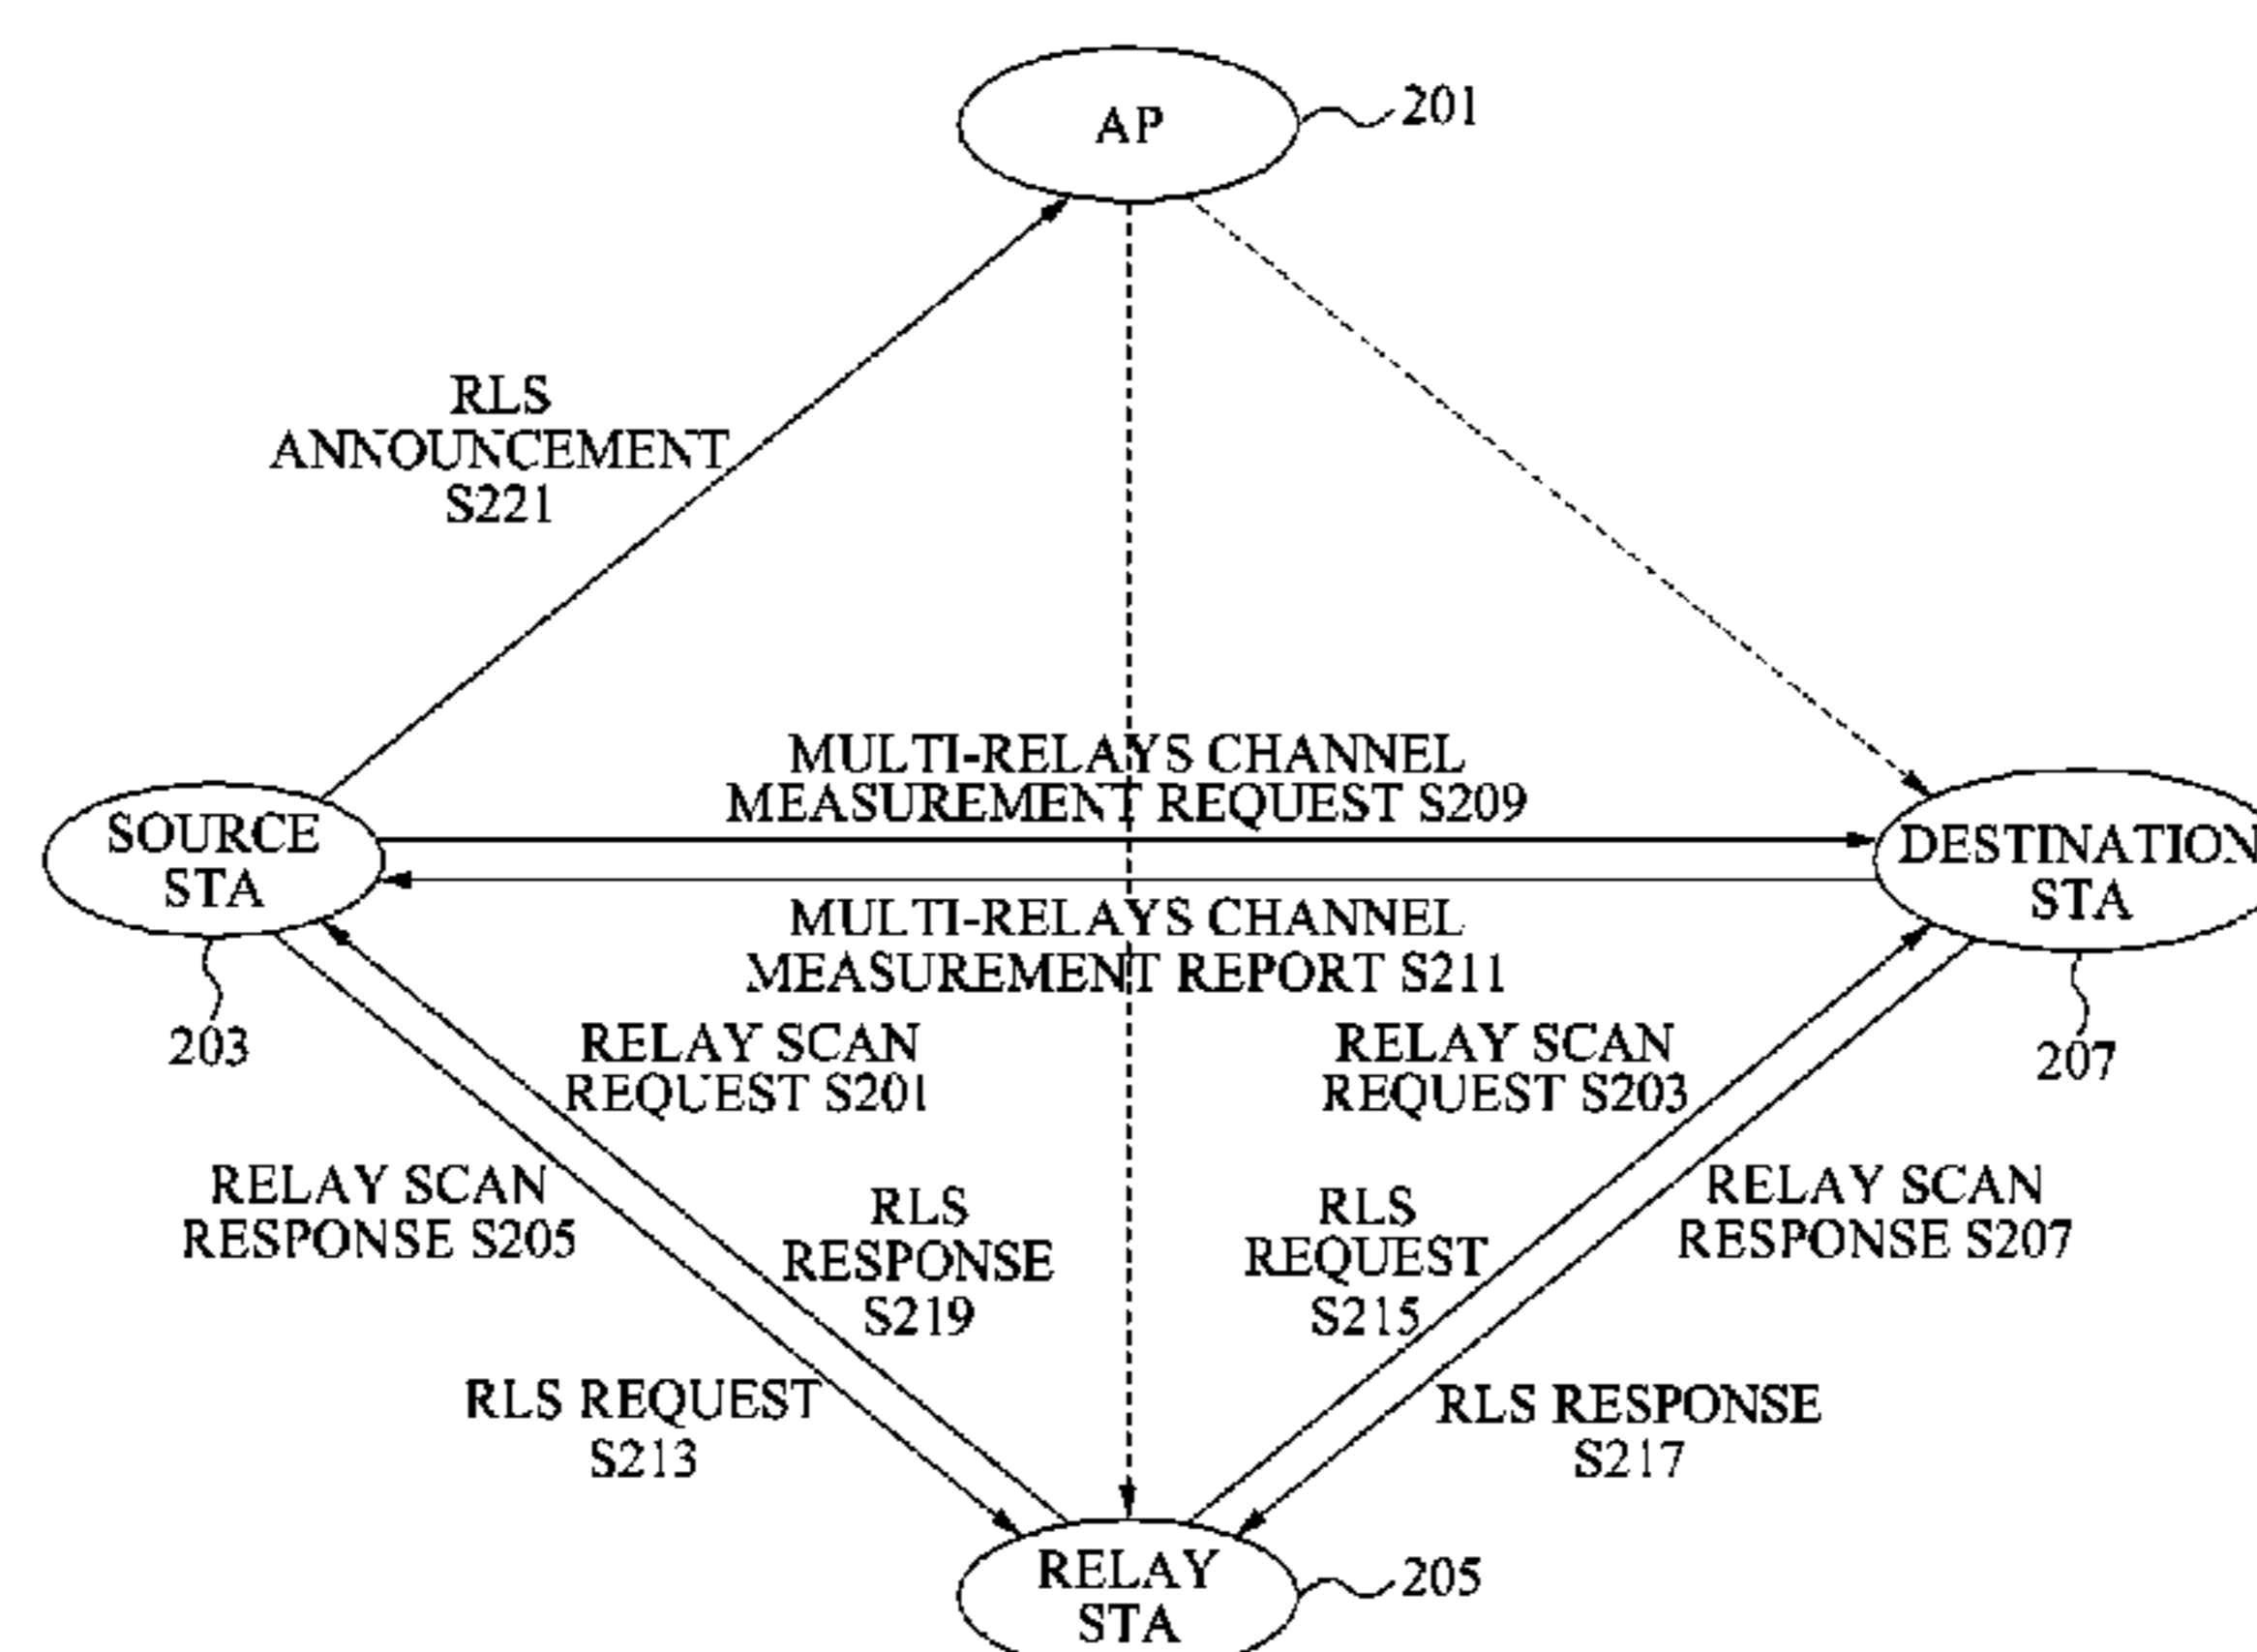 AP
201
RLS
ANNOUNCEMENT
S221
MULTI-RELAYS CHANNEL
MEASUREMENT REQUEST S209
SOURCE
STA
DESTINATION
STA
MULTI-RELAYS CHANNEL
MEASUREMENT REPORT S211
203
207
RELAY SCAN
REQUEST S201
RELAY SCAN
REQUEST S203
RELAY SCAN
RESPONSE S205
RLS
RESPONSE
S219
RLS
REQUEST
S215
RELAY SCAN
RESPONSE S207
RLS REQUEST
S213
RLS RESPONSE
S217
RELAY
STA
205